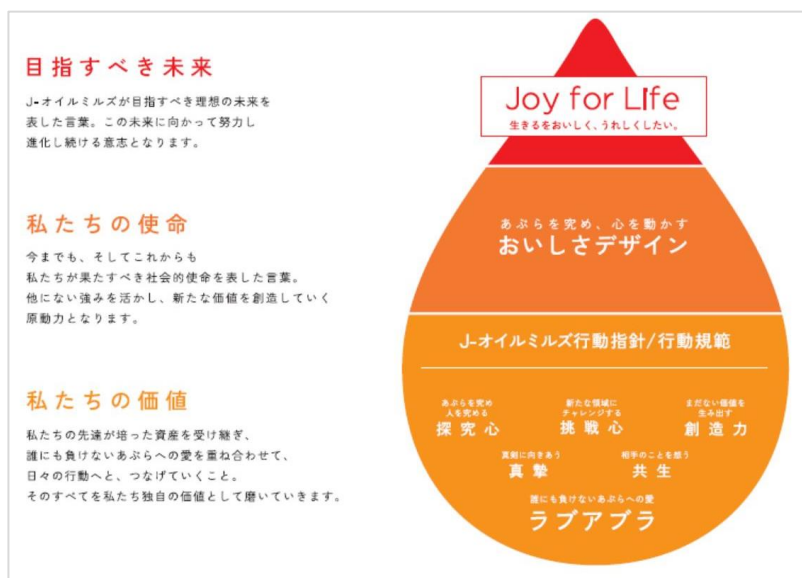 目指すべき未来
J-オイルミルズが目指すべき理想の未来を
表した言葉。この未来に向かって努力し
進化し続ける意志となります。
私たちの使命
今までも、そしてこれからも
私たちが果たすべき社会的使命を表した言葉。
他にない強みを活かし、新たな価値を創造していく
原動力となります。
私たちの価値
私たちの先達が培った資産を受け継ぎ、
誰にも負けないあぶらへの愛を重ね合わせて、
日々の行動へと、つなげていくこと。
そのすべてを私たち独自の価値として磨いていきます。
Joy for Life
生きるをおいしく、うれしくしたい。
あぶらを究め、心を動かす
おいしさデザイン
J-オイルミルズ行動指針/行動規範
あぶらを究め
人を究める
探究心
新たな領域に
チャレンジする
挑戦心
まだない価値を
生み出す
創造力
真剣に向きあう
真摯
相手のことを想う
共生
誰にも負けないあぶらへの愛
ラブアブラ